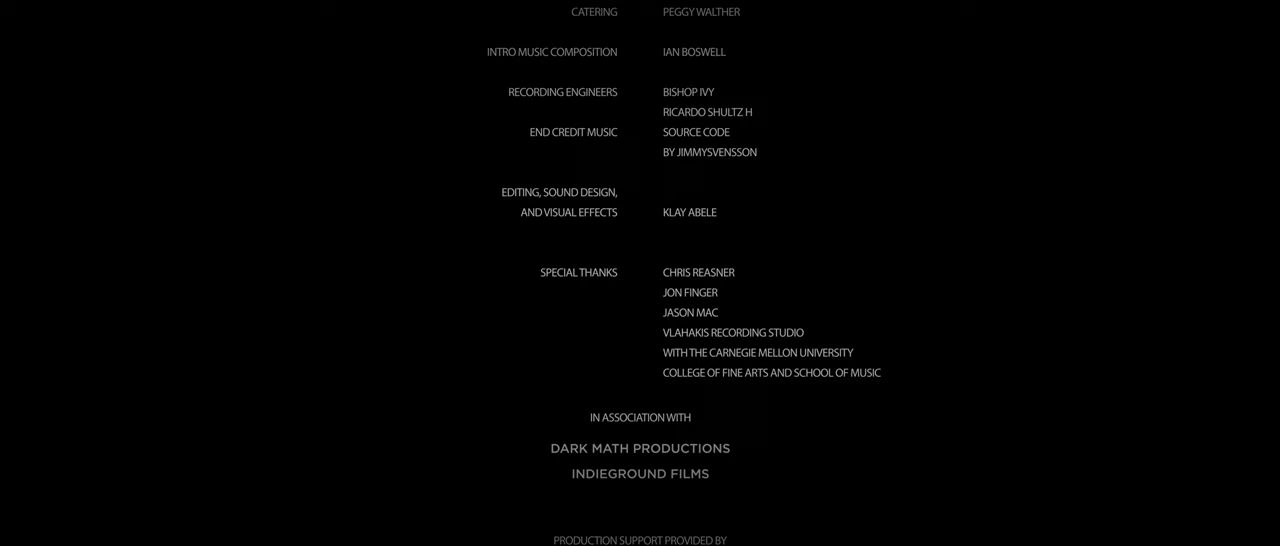 CATERING PEGGY WALTHER
INTRO MUSIC COMPOSITION IAN BOSWELL
RECORDING ENGINEERS BISHOP IVY
RICARDO SHULTZ H
END CREDIT MUSIC SOURCE CODE
BY JIMMYSVENSSON
EDITING, SOUND DESIGN,
AND VISUAL EFFECTS KLAY ABELE
SPECIAL THANKS CHRIS REASNER
JON FINGER
JASON MAC
VLAHAKIS RECORDING STUDIO
WITH THE CARNEGIE MELLON UNIVERSITY
COLLEGE OF FINE ARTS AND SCHOOL OF MUSIC
IN ASSOCIATION WITH
DARK MATH PRODUCTIONS
INDIEGROUND FILMS
PRODUCTION SUPPORT PROVIDED BY